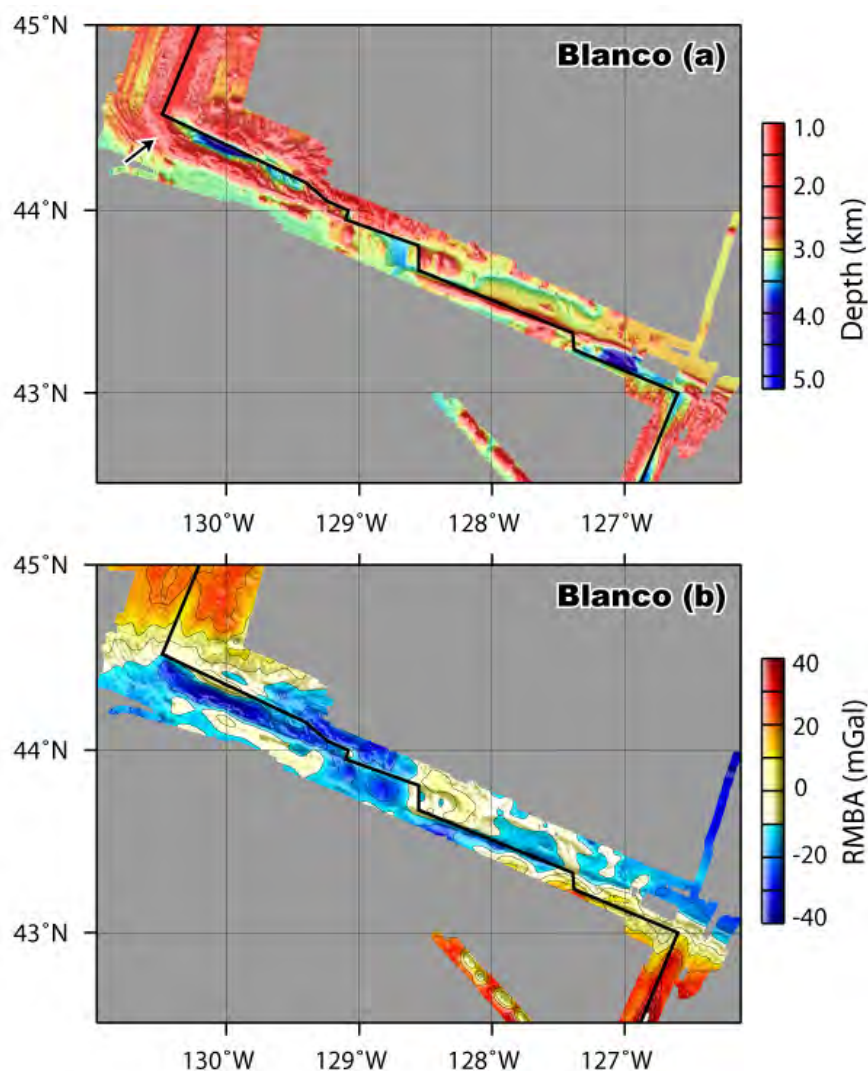 45°N
44°N
43°N
Blanco (a)
1.0
2.0
3.0
4.0
5.0
Depth (km)
130°W
129°W
128°W
127°W
45°N
44°N
43°N
Blanco (b)
40
20
0
-20
-40
RMBA (mGal)
130°W
129°W
128°W
127°W